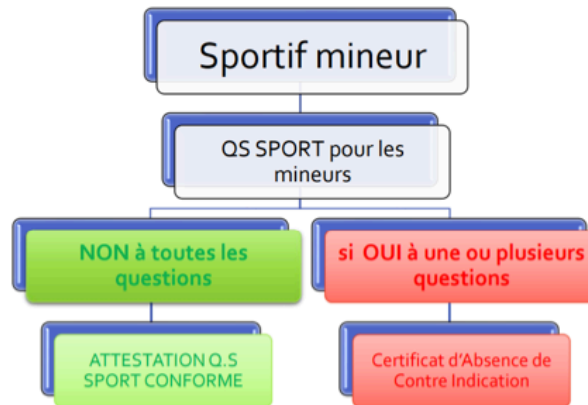 Sportif mineur
QS SPORT pour les
mineurs
NON à toutes les
questions
si OUI à une ou plusieurs
questions
ATTESTATION Q.S
SPORT CONFORME
Certificat d'Absence de
Contre Indication